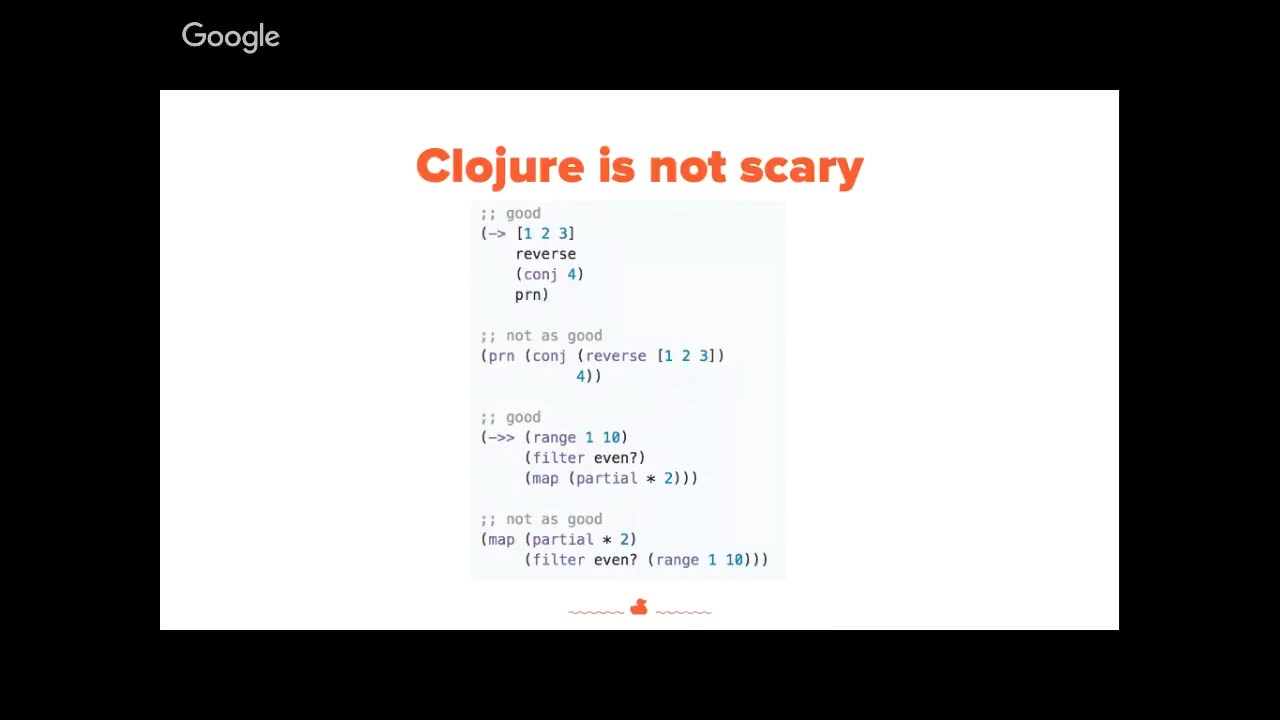 Google
Clojure is not scary
;; good
(-> [1 2 3]
    reverse
    (conj 4)
    prn)
;; not as good
(prn (conj (reverse [1 2 3])
           4))
;; good
(->> (range 1 10)
     (filter even?)
     (map (partial * 2)))
;; not as good
(map (partial * 2)
     (filter even? (range 1 10)))